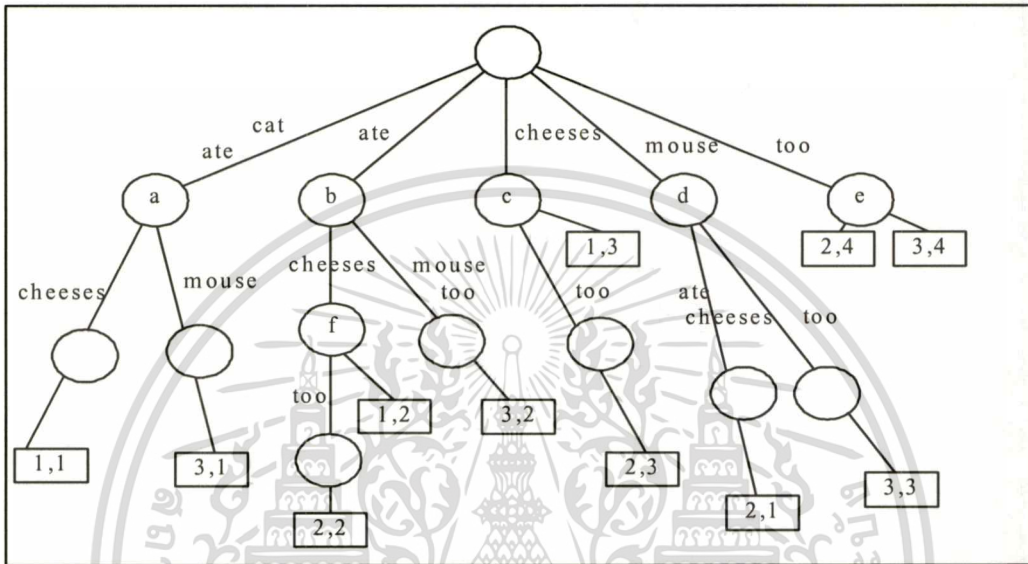 cat
ate
ate
cheeses
mouse
too
a
b
c
d
e
1,3
2,4
3,4
cheeses
mouse
cheeses
mouse
too
too
ate
cheeses
too
f
too
1,2
3,2
1,1
3,1
2,3
2,1
3,3
2,2